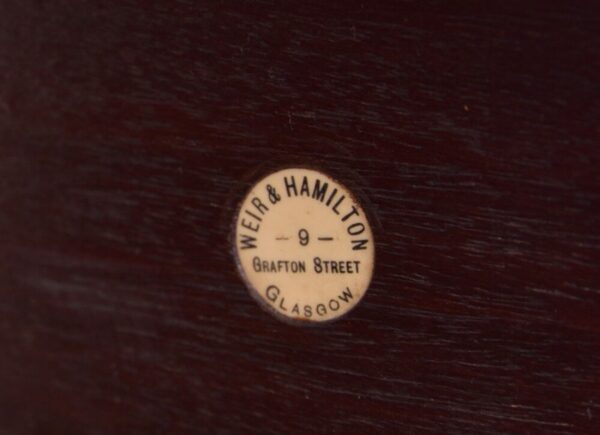 WEIR & HAMILTON
– 9 –
GRAFTON STREET
GLASGOW